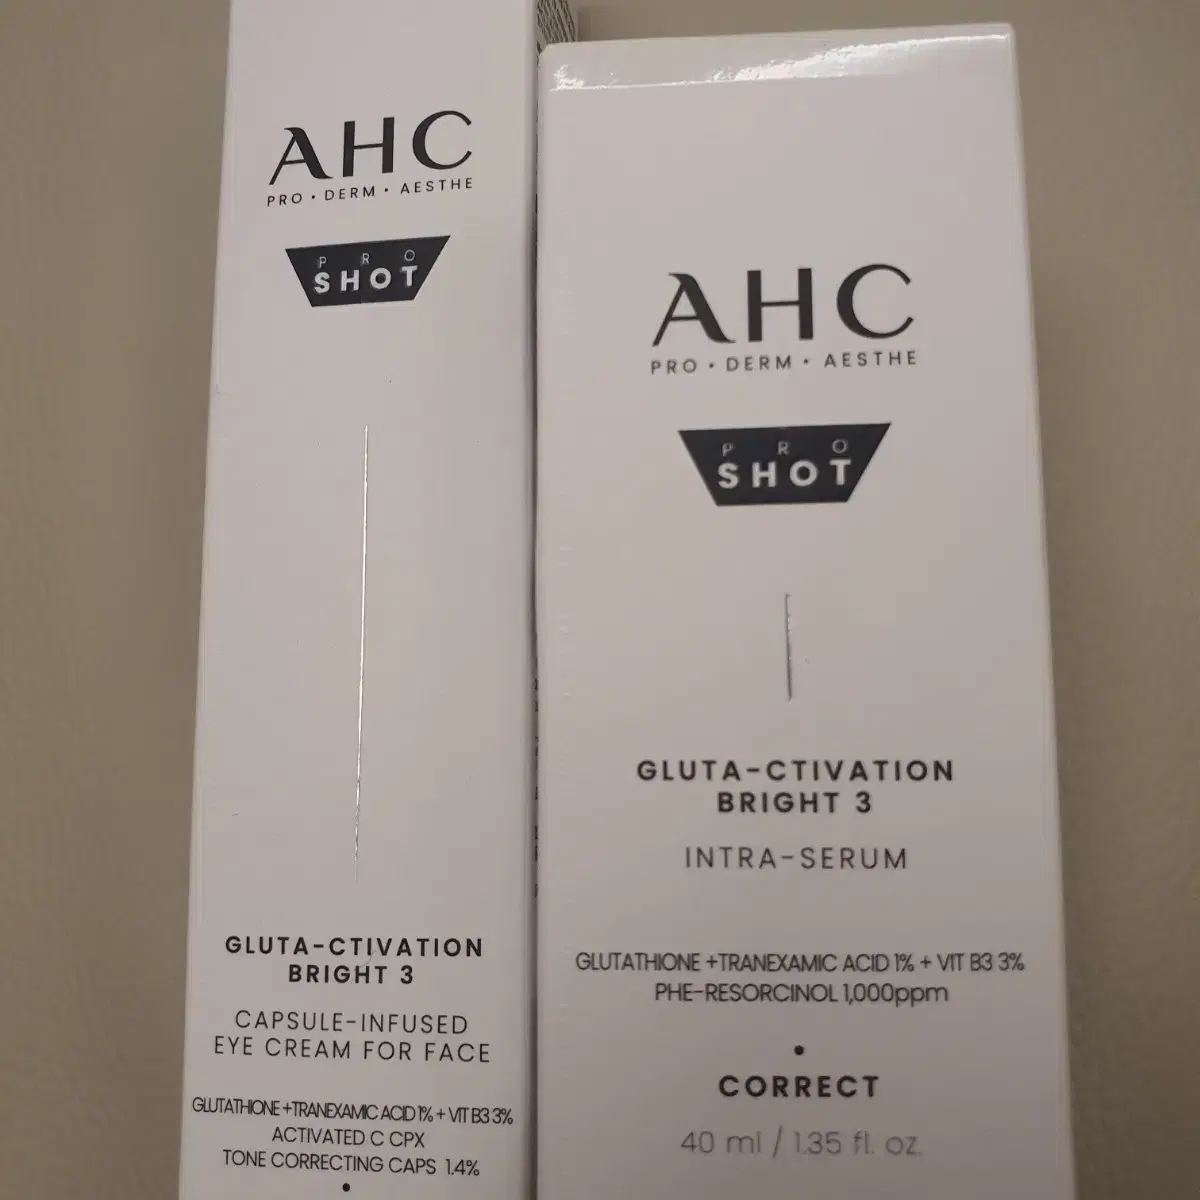 AHC
PRO • DERM • AESTHE
PRO
SHOT
GLUTA-CTIVATION
BRIGHT 3
CAPSULE-INFUSED
EYE CREAM FOR FACE
GLUTATHIONE +TRANEXAMIC ACID 1% + VIT B3 3%
ACTIVATED C CPX
TONE CORRECTING CAPS 1.4%
•
AHC
PRO • DERM • AESTHE
PRO
SHOT
GLUTA-CTIVATION
BRIGHT 3
INTRA-SERUM
GLUTATHIONE +TRANEXAMIC ACID 1% + VIT B3 3%
PHE-RESORCINOL 1,000ppm
•
CORRECT
40 ml / 1.35 fl. oz.